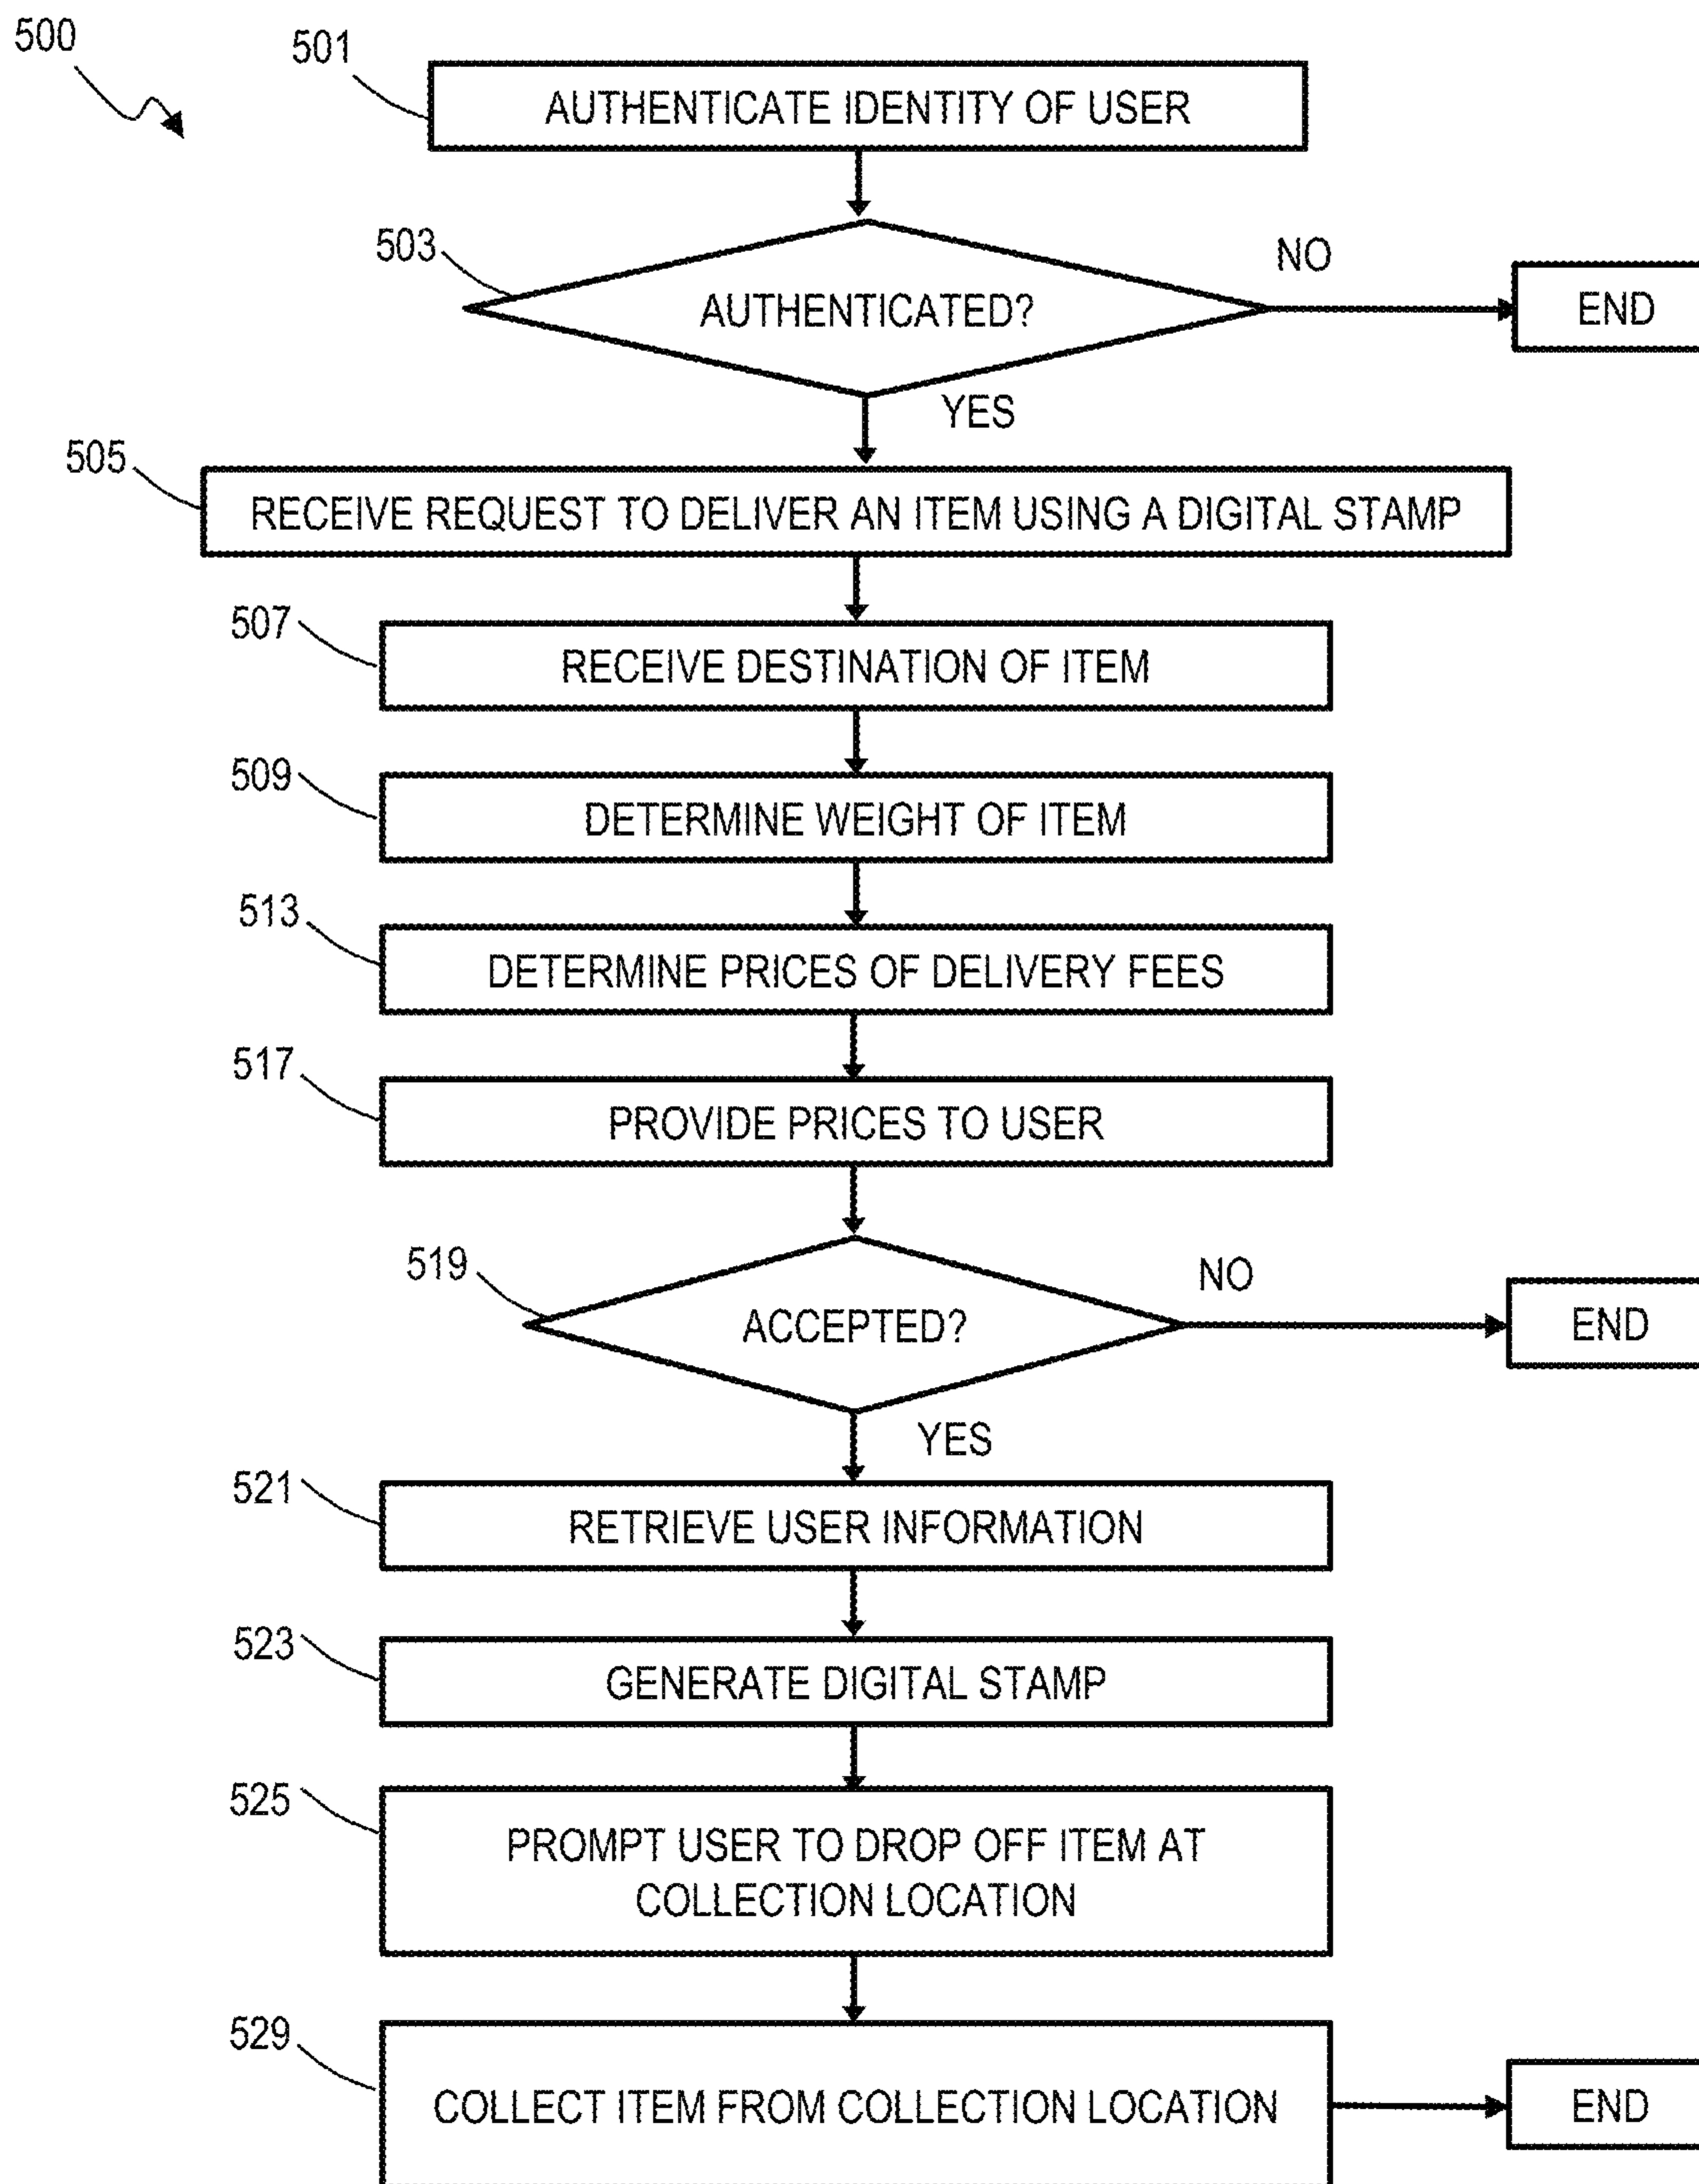 500
501
AUTHENTICATE IDENTITY OF USER
503
AUTHENTICATED?
NO
END
YES
505
RECEIVE REQUEST TO DELIVER AN ITEM USING A DIGITAL STAMP
507
RECEIVE DESTINATION OF ITEM
509
DETERMINE WEIGHT OF ITEM
513
DETERMINE PRICES OF DELIVERY FEES
517
PROVIDE PRICES TO USER
519
ACCEPTED?
NO
END
YES
521
RETRIEVE USER INFORMATION
523
GENERATE DIGITAL STAMP
525
PROMPT USER TO DROP OFF ITEM AT
COLLECTION LOCATION
529
COLLECT ITEM FROM COLLECTION LOCATION
END